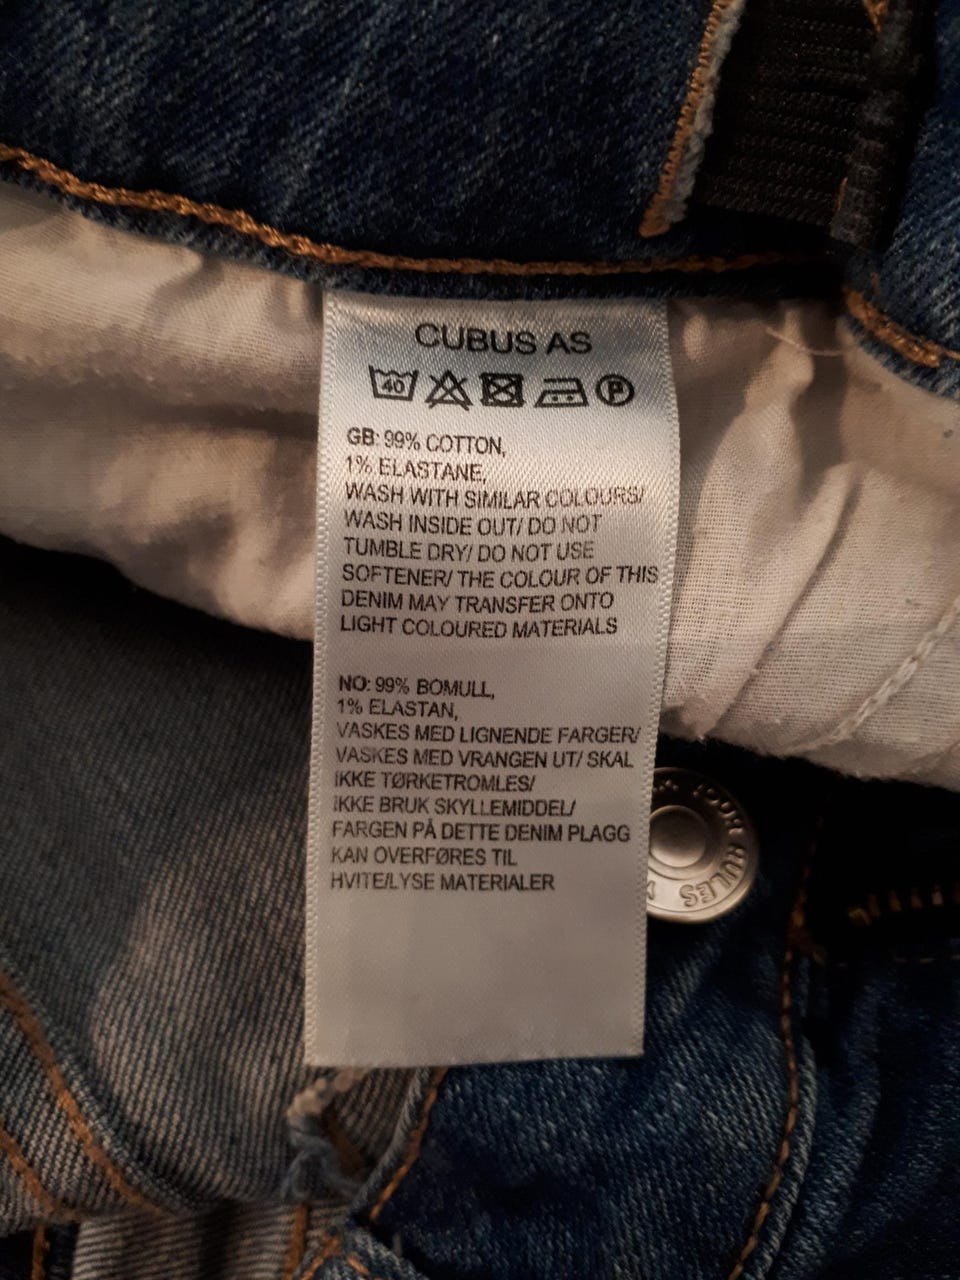 CUBUS AS
40 P
GB: 99% COTTON,
1% ELASTANE,
WASH WITH SIMILAR COLOURS/
WASH INSIDE OUT/ DO NOT
TUMBLE DRY/ DO NOT USE
SOFTENER/ THE COLOUR OF THIS
DENIM MAY TRANSFER ONTO
LIGHT COLOURED MATERIALS
NO: 99% BOMULL,
1% ELASTAN,
VASKES MED LIGNENDE FARGER/
VASKES MED VRANGEN UT/ SKAL
IKKE TØRKETROMLES/
IKKE BRUK SKYLLEMIDDEL/
FARGEN PÅ DETTE DENIM PLAGG
KAN OVERFØRES TIL
HVITE/LYSE MATERIALER
YOUR RULES